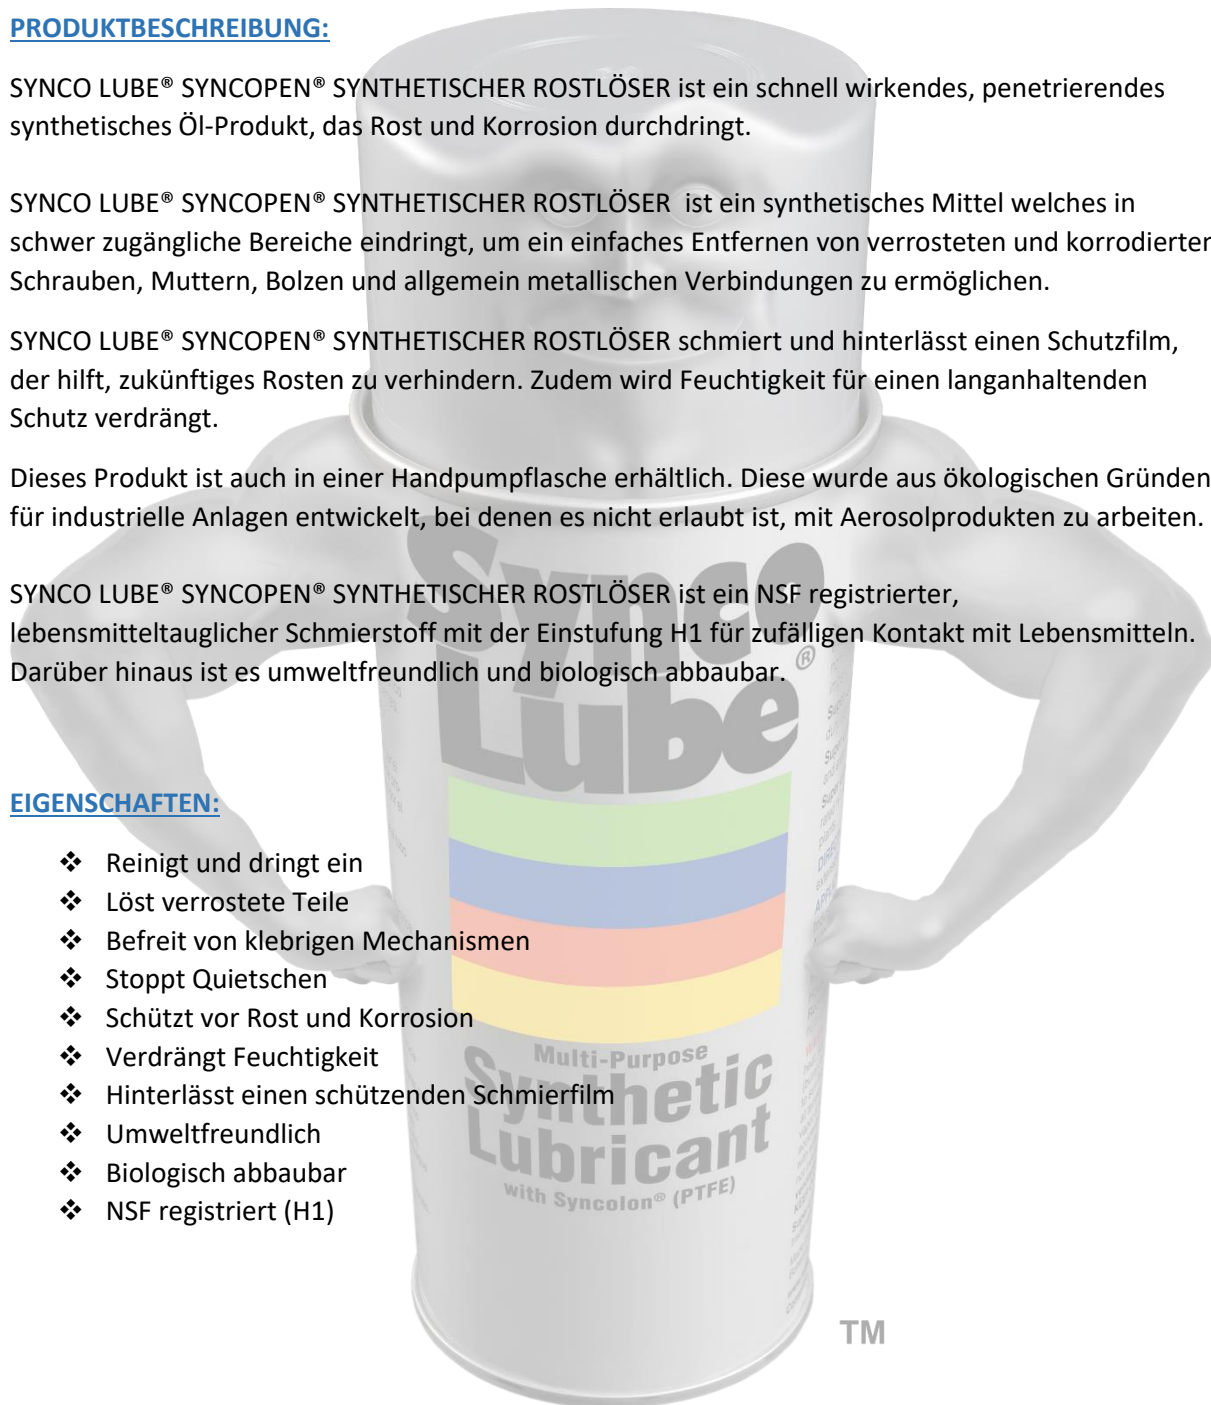 PRODUKTBESCHREIBUNG:
SYNCO LUBE® SYNCOPEN® SYNTHETISCHER ROSTLÖSER ist ein schnell wirkendes, penetrierendes
synthetisches Öl-Produkt, das Rost und Korrosion durchdringt.
SYNCO LUBE® SYNCOPEN® SYNTHETISCHER ROSTLÖSER ist ein synthetisches Mittel welches in
schwer zugängliche Bereiche eindringt, um ein einfaches Entfernen von verrosteten und korrodierter
Schrauben, Muttern, Bolzen und allgemein metallischen Verbindungen zu ermöglichen.
SYNCO LUBE® SYNCOPEN® SYNTHETISCHER ROSTLÖSER schmiert und hinterlässt einen Schutzfilm,
der hilft, zukünftiges Rosten zu verhindern. Zudem wird Feuchtigkeit für einen langanhaltenden
Schutz verdrängt.
Dieses Produkt ist auch in einer Handpumpflasche erhältlich. Diese wurde aus ökologischen Gründen
für industrielle Anlagen entwickelt, bei denen es nicht erlaubt ist, mit Aerosolprodukten zu arbeiten.
SYNCO LUBE® SYNCOPEN® SYNTHETISCHER ROSTLÖSER ist ein NSF registrierter,
lebensmitteltauglicher Schmierstoff mit der Einstufung H1 für zufälligen Kontakt mit Lebensmitteln.
Darüber hinaus ist es umweltfreundlich und biologisch abbaubar.
EIGENSCHAFTEN:
❖ Reinigt und dringt ein
❖ Löst verrostete Teile
❖ Befreit von klebrigen Mechanismen
❖ Stoppt Quietschen
❖ Schützt vor Rost und Korrosion
❖ Verdrängt Feuchtigkeit
❖ Hinterlässt einen schützenden Schmierfilm
❖ Umweltfreundlich
❖ Biologisch abbaubar
❖ NSF registriert (H1)
Synco
Lube®
Multi-Purpose
Synthetic
Lubricant
with Syncolon® (PTFE)
TM